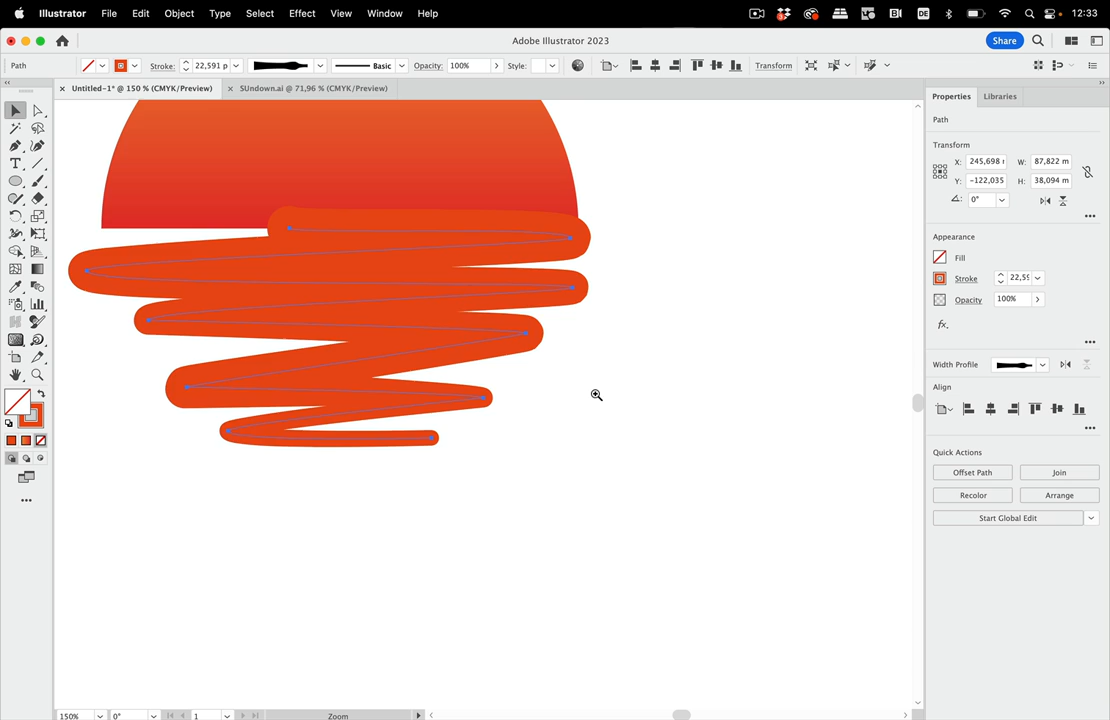 Illustrator File Edit Object Type Select Effect View Window Help 3 DE 12:33
Adobe Illustrator 2023 Share
Path Stroke: 22,591 p Basic Opacity: 100% Style: Transform
Untitled-1* @ 150 % (CMYK/Preview) SUndown.ai @ 71,96 % (CMYK/Preview)
Properties Libraries
Path
Transform
X: 245,698 W: 87,822 m
Y: -122,035 H: 38,094 m
0°
Appearance
Fill
Stroke 22,59
Opacity 100%
fx.
Width Profile
Align
Quick Actions
Offset Path Join
Recolor Arrange
Start Global Edit
150% 0° 1 Zoom